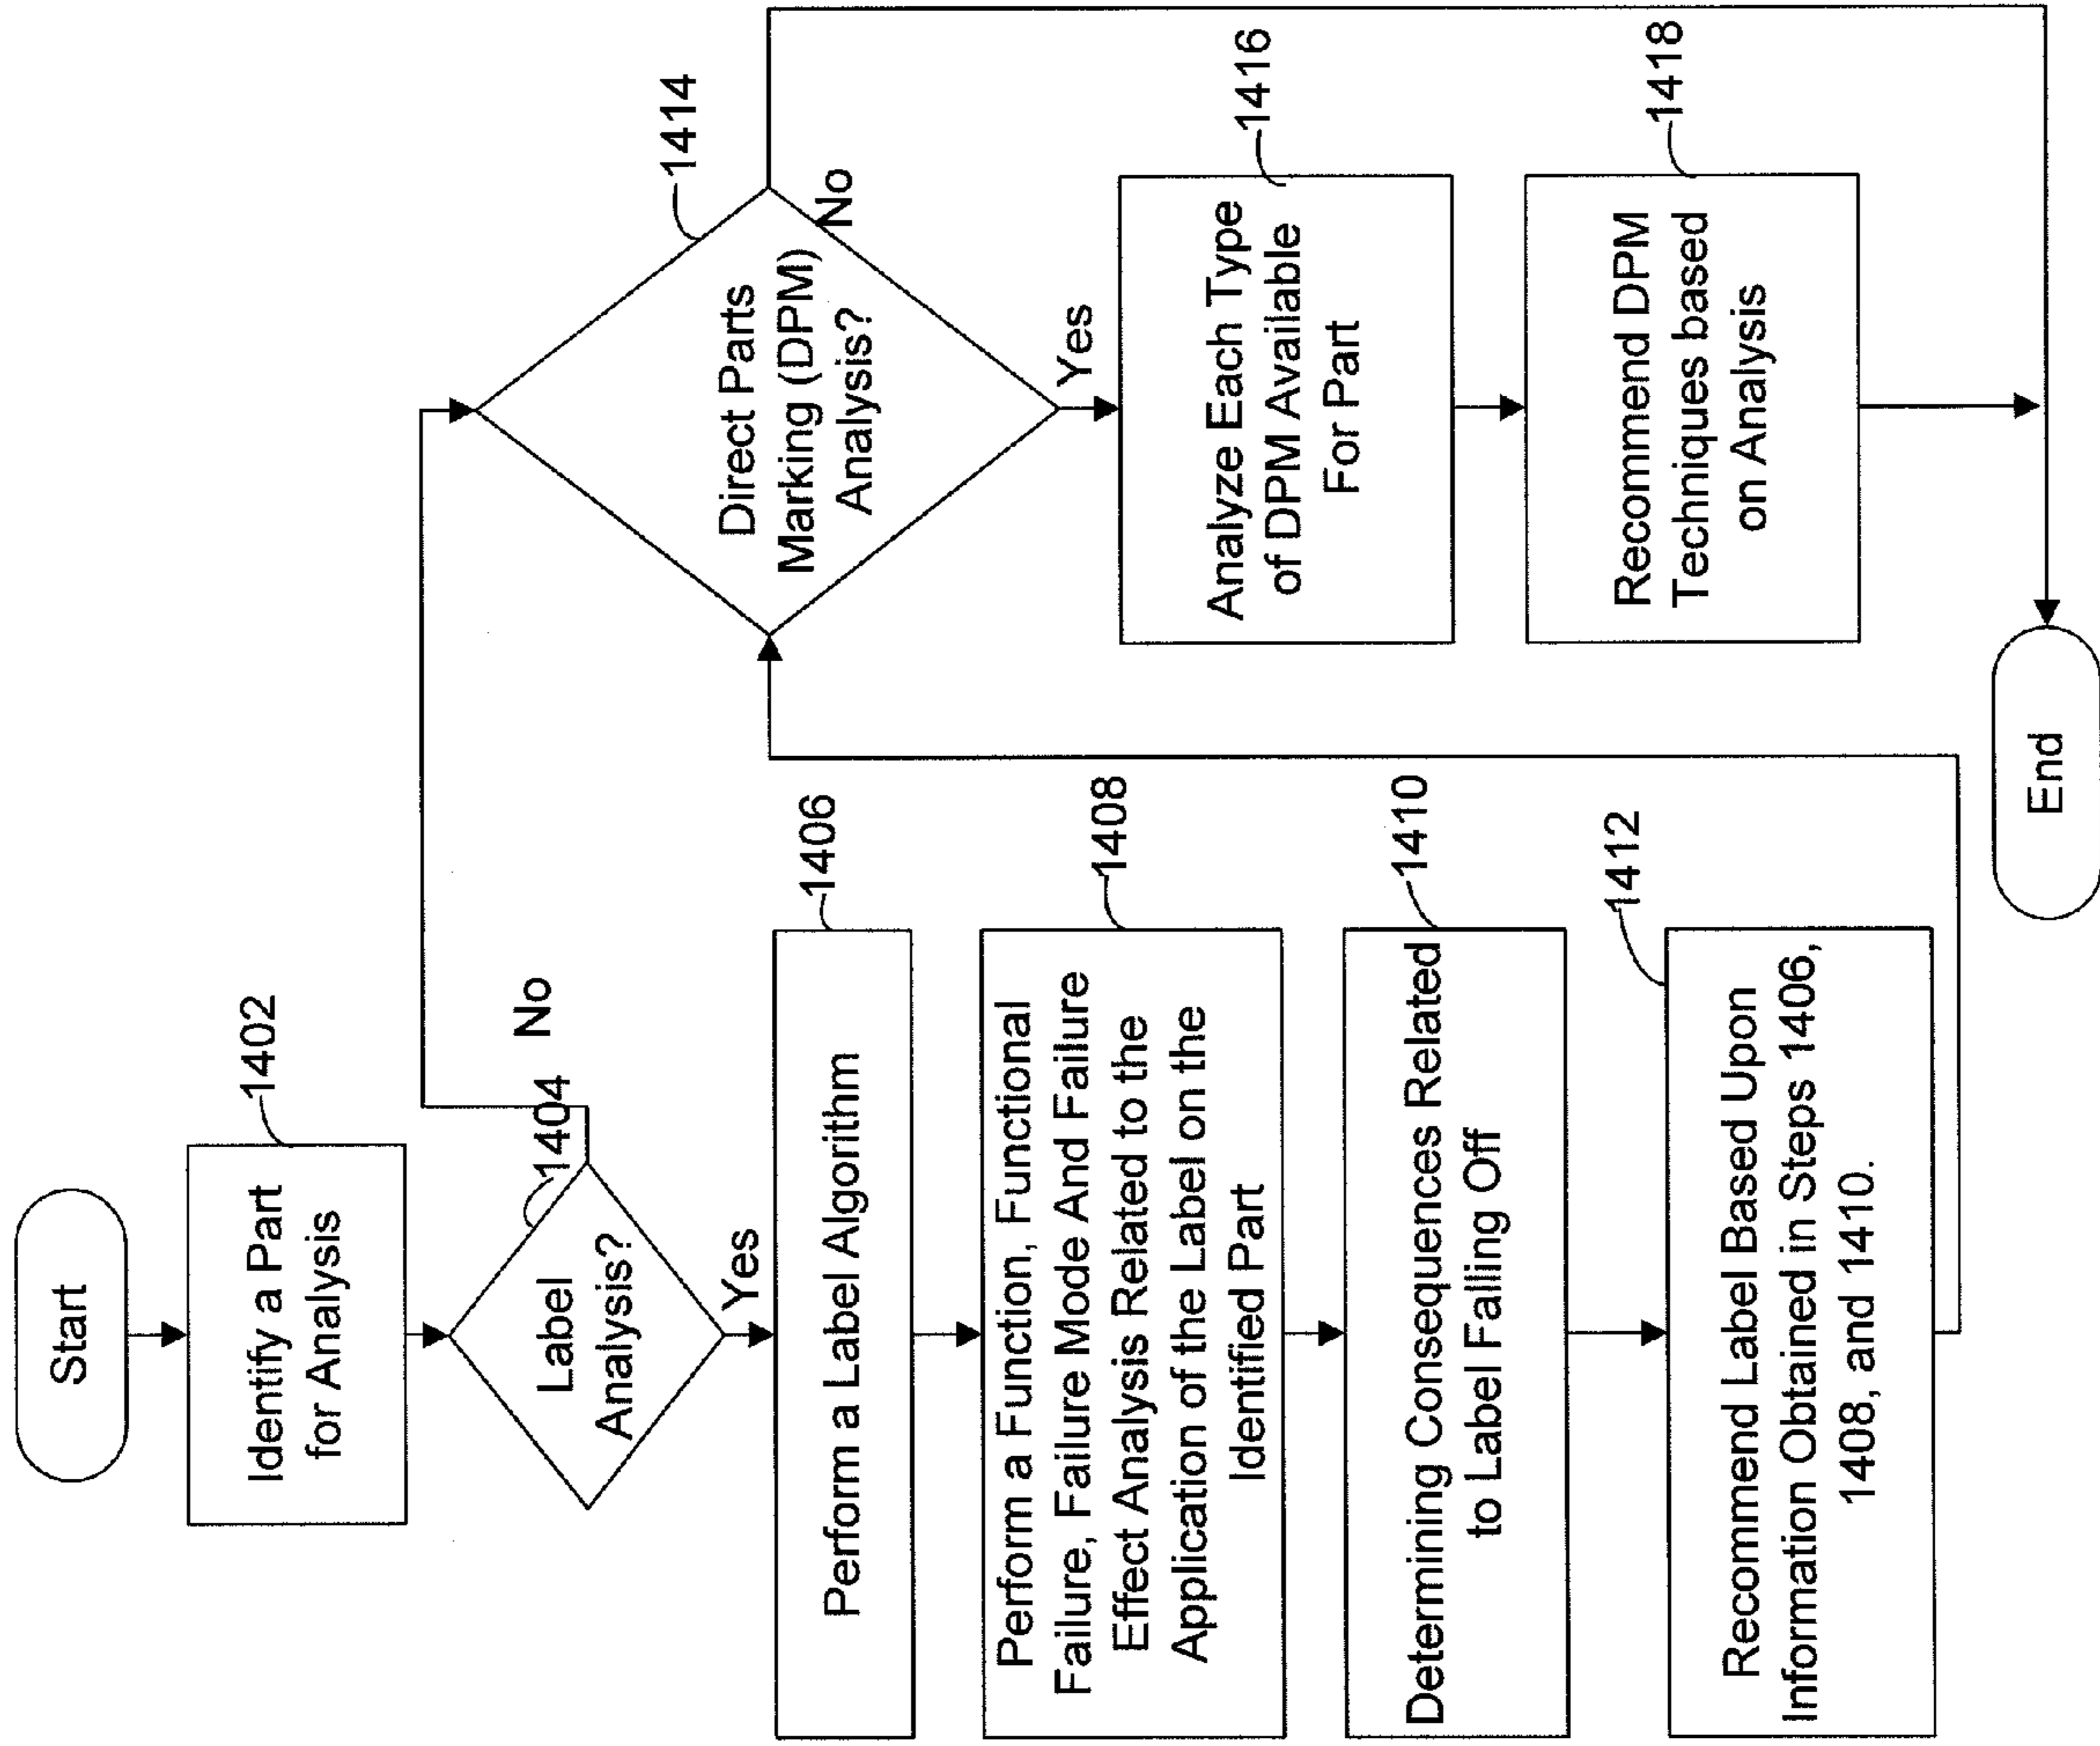 Start
Identify a Part
for Analysis
1402
Label
Analysis?
1404
No
Yes
Perform a Label Algorithm
1406
Perform a Function, Functional
Failure, Failure Mode And Failure
Effect Analysis Related to the
Application of the Label on the
Identified Part
1408
Determining Consequences Related
to Label Falling Off
1410
Recommend Label Based Upon
Information Obtained in Steps 1406,
1408, and 1410.
1412
Direct Parts
Marking (DPM)
Analysis?
1414
No
Yes
Analyze Each Type
of DPM Available
For Part
1416
Recommend DPM
Techniques based
on Analysis
1418
End